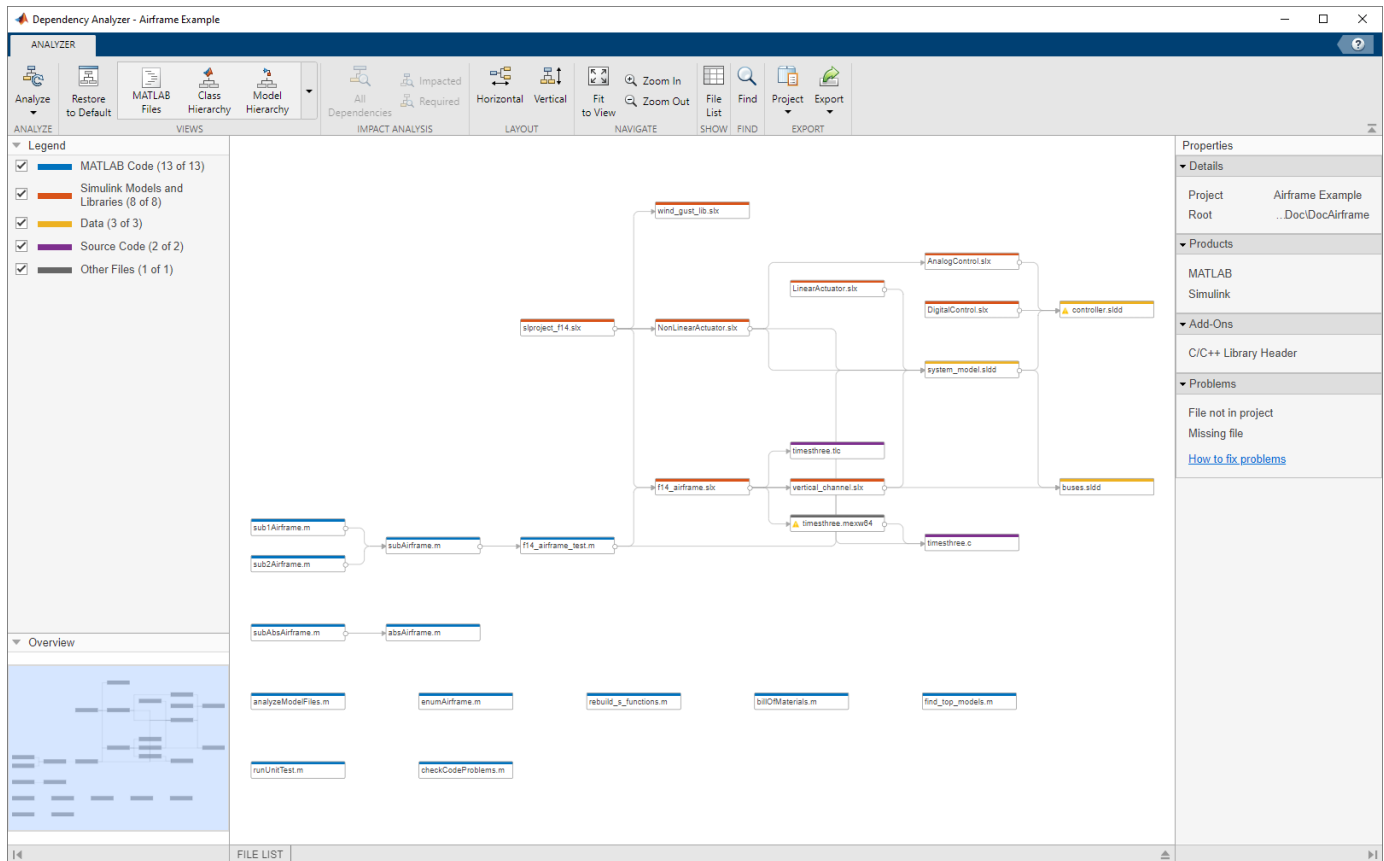 Dependency Analyzer - Airframe Example
ANALYZER
?
Analyze
Restore
to Default
MATLAB
Files
Class
Hierarchy
Model
Hierarchy
All
Dependencies
Impacted
Required
Horizontal
Vertical
Fit
to View
Zoom In
Zoom Out
File
List
Find
Project
Export
ANALYZE
VIEWS
IMPACT ANALYSIS
LAYOUT
NAVIGATE
SHOW
FIND
EXPORT
Legend
MATLAB Code (13 of 13)
Simulink Models and
Libraries (8 of 8)
Data (3 of 3)
Source Code (2 of 2)
Other Files (1 of 1)
Overview
wind_gust_lib.slx
AnalogControl.slx
LinearActuator.slx
DigitalControl.slx
controller.sldd
slproject_f14.slx
NonLinearActuator.slx
system_model.sldd
timesthree.tlc
f14_airframe.slx
vertical_channel.slx
buses.sldd
timesthree.mexw64
sub1Airframe.m
subAirframe.m
f14_airframe_test.m
timesthree.c
sub2Airframe.m
subAbsAirframe.m
absAirframe.m
analyzeModelFiles.m
enumAirframe.m
rebuild_s_functions.m
billOfMaterials.m
find_top_models.m
runUnitTest.m
checkCodeProblems.m
FILE LIST
Properties
Details
Project Airframe Example
Root ...Doc\DocAirframe
Products
MATLAB
Simulink
Add-Ons
C/C++ Library Header
Problems
File not in project
Missing file
How to fix problems